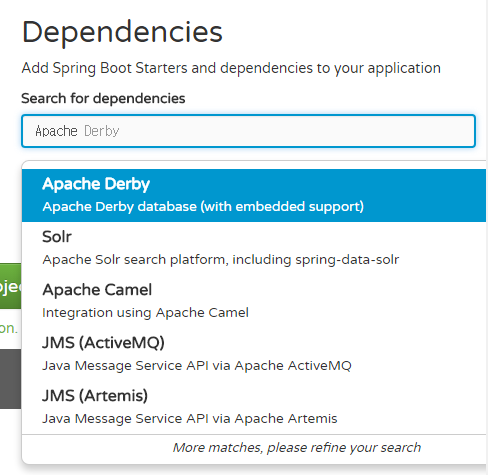 Dependencies
Add Spring Boot Starters and dependencies to your application
Search for dependencies
Apache Derby
Apache Derby
Apache Derby database (with embedded support)
Solr
Apache Solr search platform, including spring-data-solr
Apache Camel
Integration using Apache Camel
JMS (ActiveMQ)
Java Message Service API via Apache ActiveMQ
JMS (Artemis)
Java Message Service API via Apache Artemis
More matches, please refine your search
ojec
on.